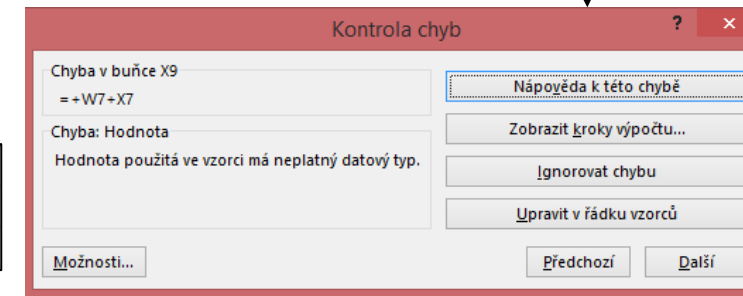 Kontrola chyb
? ×
Chyba v buňce X9
=+W7+X7
Chyba: Hodnota
Hodnota použitá ve vzorci má neplatný datový typ.
Nápověda k této chybě
Zobrazit kroky výpočtu...
Ignorovat chybu
Upravit v řádku vzorců
Možnosti...
Předchozí
Další